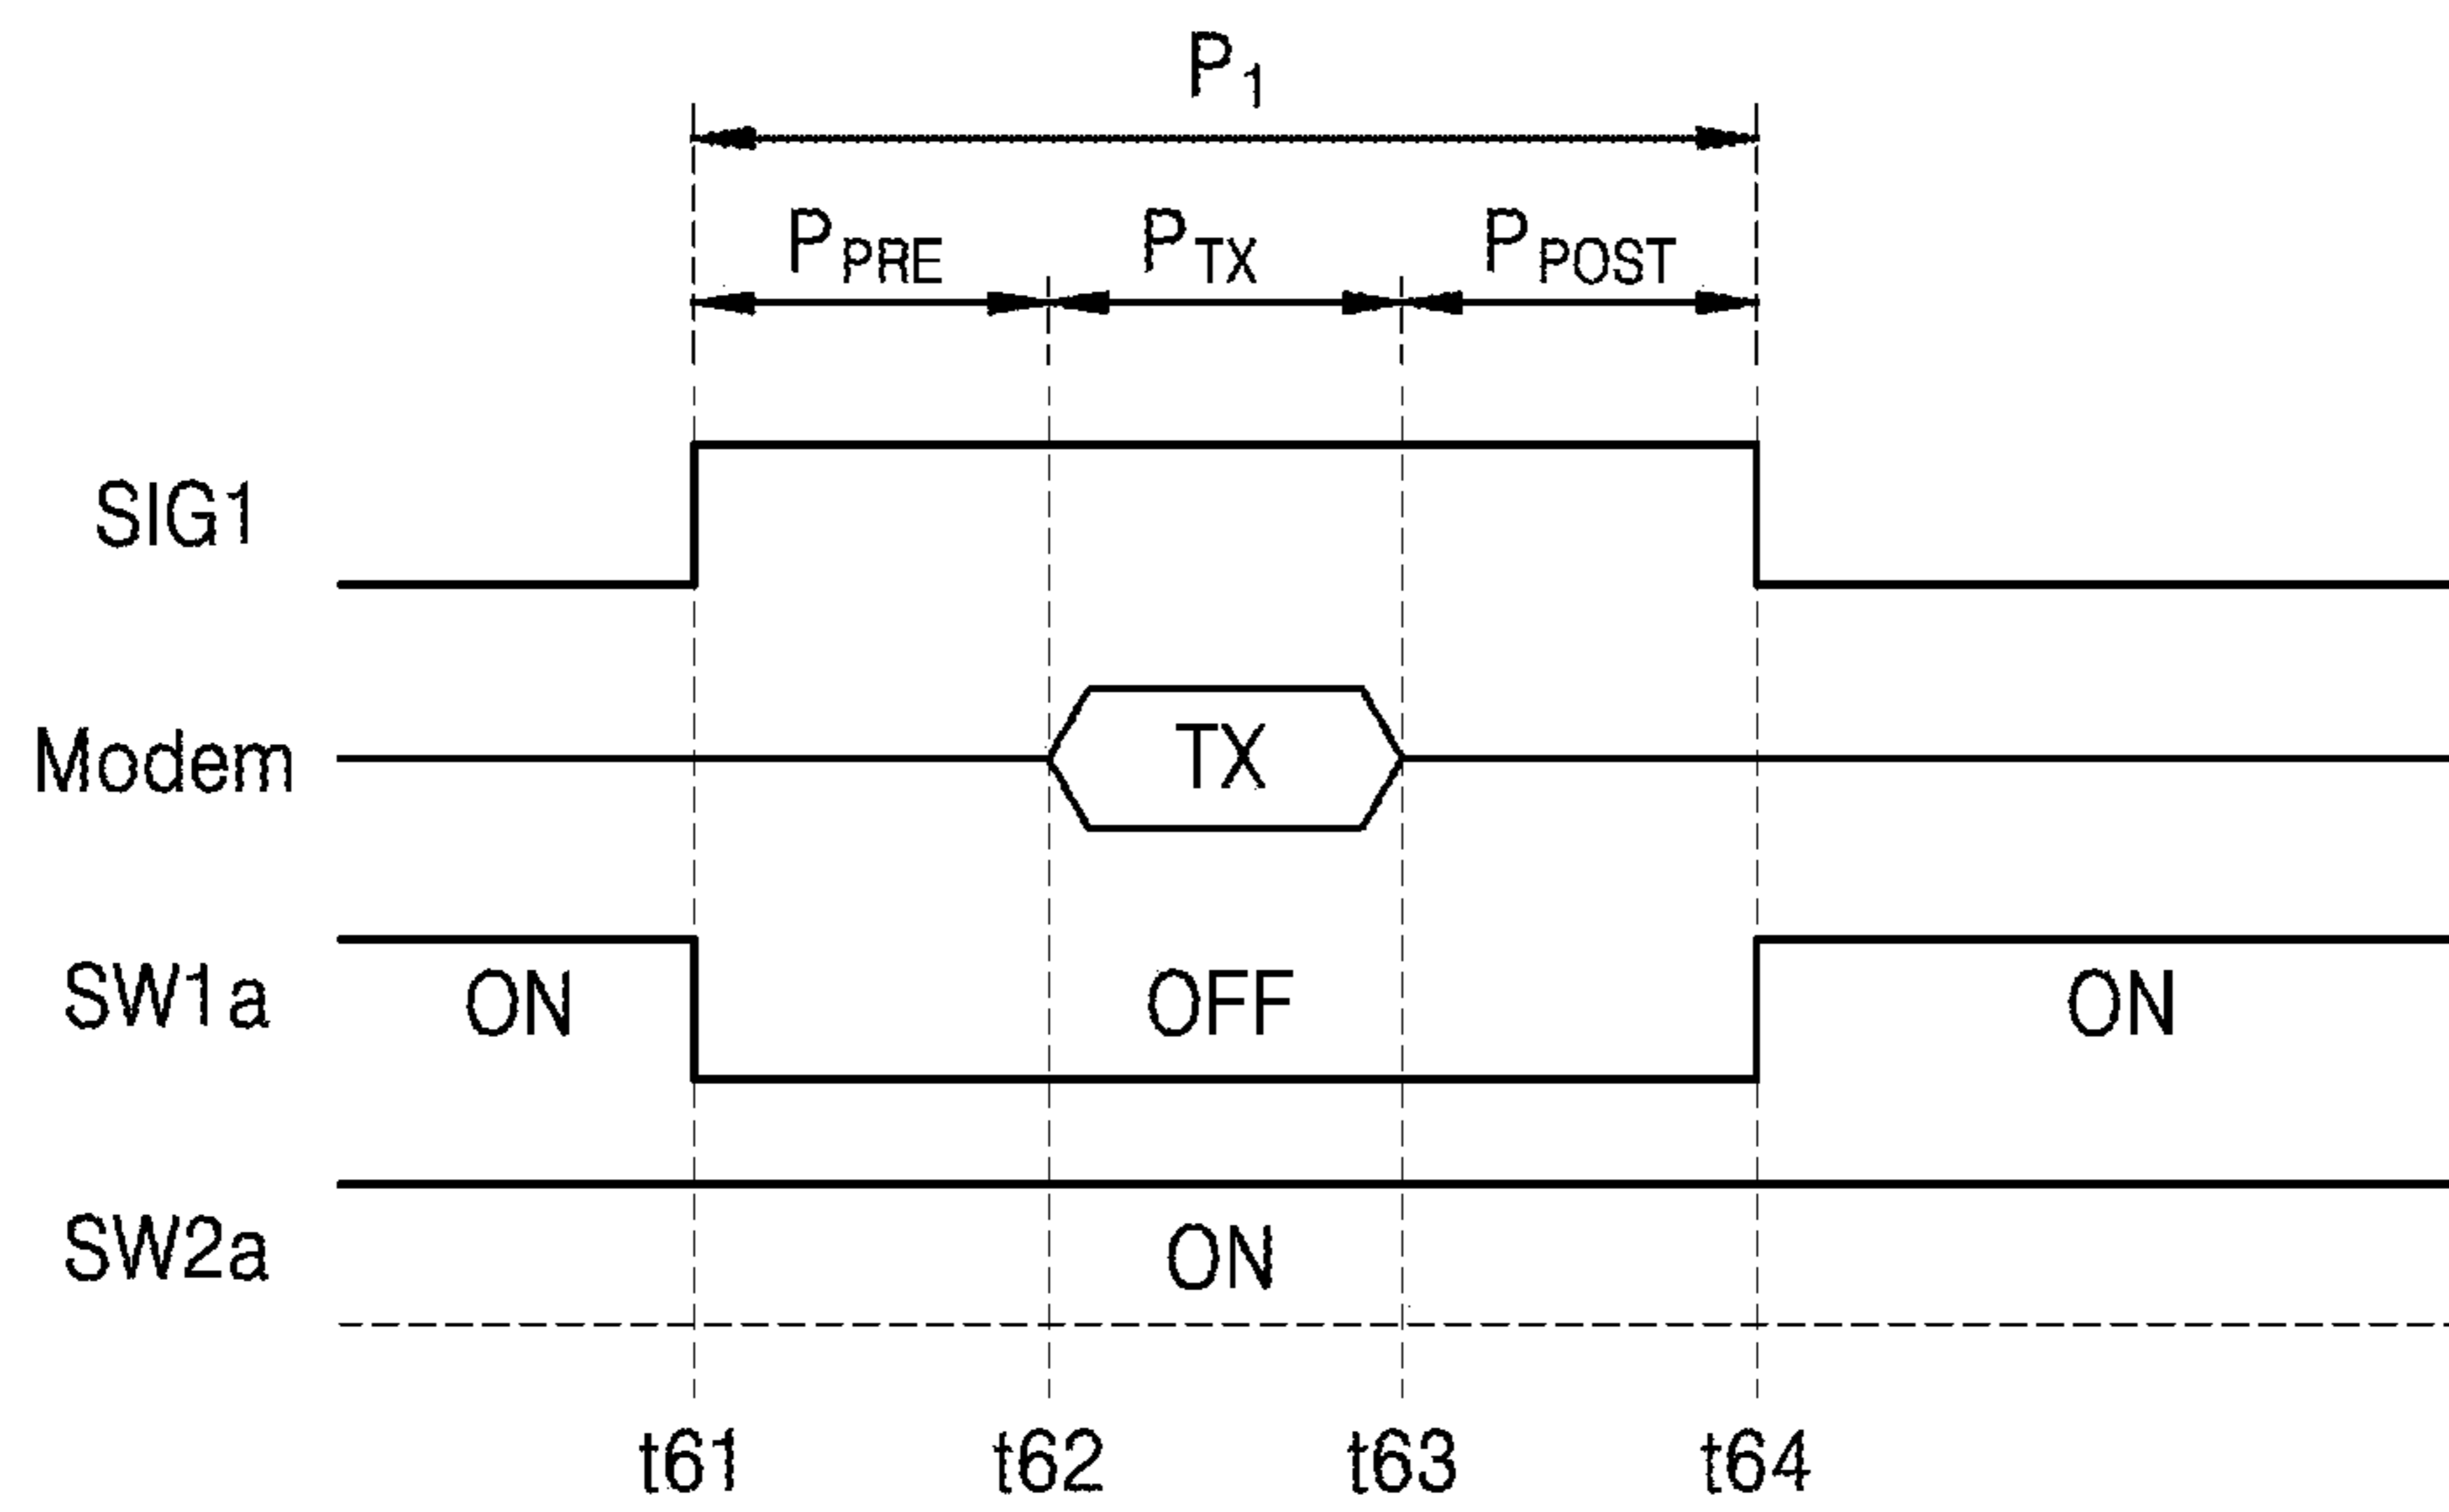 P1
PPRE PTX PPOST
SIG1
Modem TX
SW1a ON OFF ON
SW2a ON
t61 t62 t63 t64